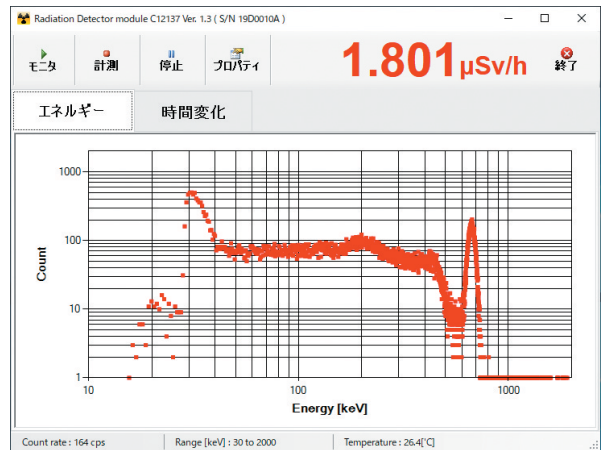 Radiation Detector module C12137 Ver. 1.3 ( S/N 19D0010A )
モニタ 計測 停止 プロパティ 1.801 μSv/h 終了
エネルギー 時間変化
1000
100
10
1
Count
10 100 1000
Energy [keV]
Count rate : 164 cps Range [keV] : 30 to 2000 Temperature : 26.4[°C]